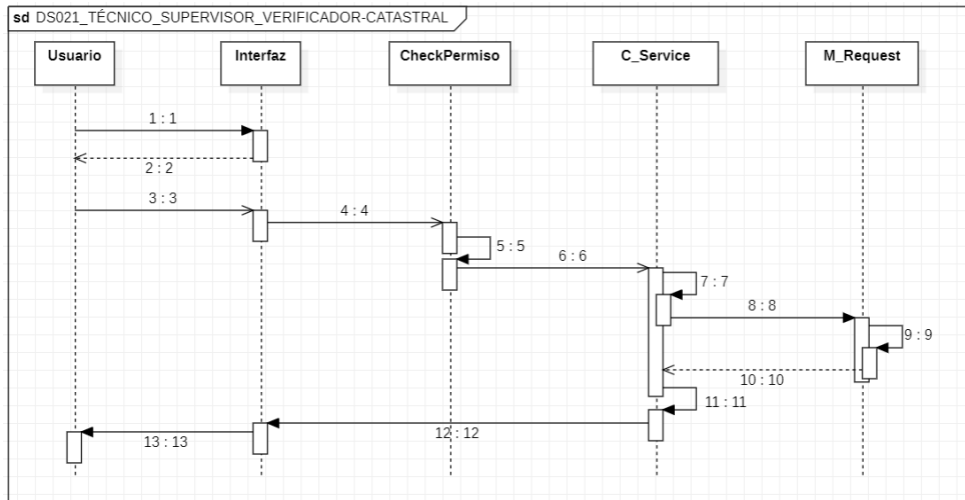 sd DS021_TÉCNICO_SUPERVISOR_VERIFICADOR-CATASTRAL
Usuario
Interfaz
CheckPermiso
C_Service
M_Request
1 : 1
2 : 2
3 : 3
4 : 4
5 : 5
6 : 6
7 : 7
8 : 8
9 : 9
10 : 10
11 : 11
12 : 12
13 : 13